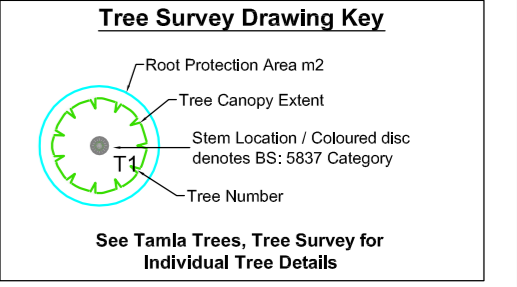 Tree Survey Drawing Key
Root Protection Area m2
Tree Canopy Extent
Stem Location / Coloured disc
denotes BS: 5837 Category
T1
Tree Number
See Tamla Trees, Tree Survey for
Individual Tree Details